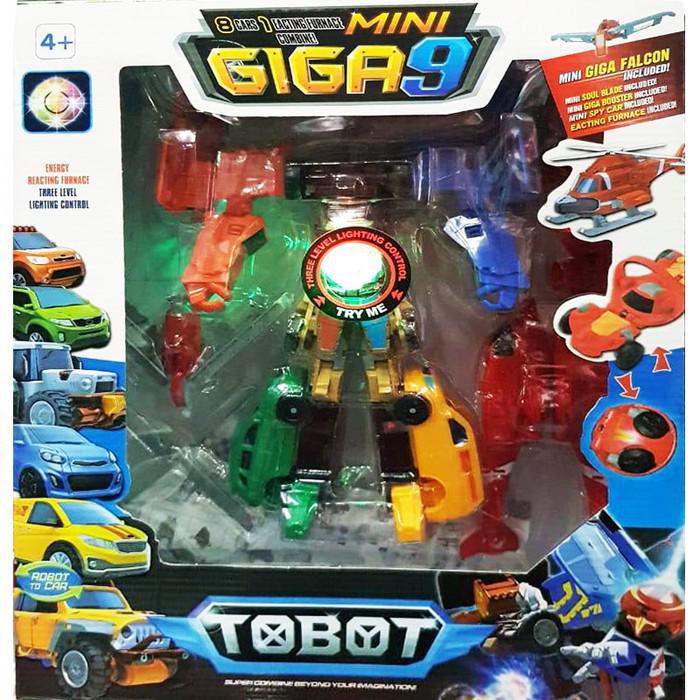 8 CARS 1 EACTING FURNACE
COMBINE!
MINI
GIGA9
4+
ENERGY
REACTING FURNACE
THREE LEVEL
LIGHTING CONTROL
MINI GIGA FALCON
INCLUDED!
MINI SOUL BLADE INCLUDED!
MINI GIGA BOOSTER INCLUDED!
MINI SPY CAR INCLUDED!
EACTING FURNACE INCLUDED!
THREE LEVEL LIGHTING CONTROL
TRY ME
ROBOT
TO CAR
TOBOT
SUPER COMBINE BEYOND YOUR IMAGINATION!